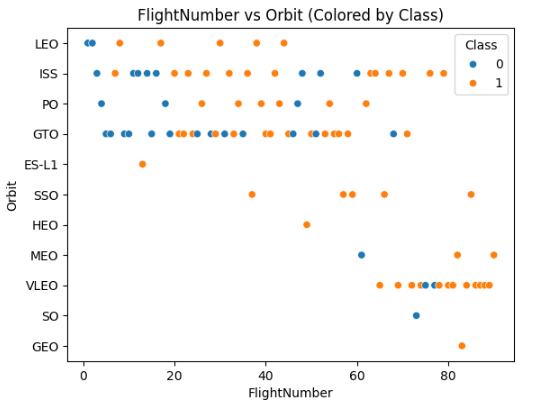 FlightNumber vs Orbit (Colored by Class)
Class
0
1
LEO
ISS
PO
GTO
ES-L1
SSO
HEO
MEO
VLEO
SO
GEO
Orbit
0 20 40 60 80
FlightNumber